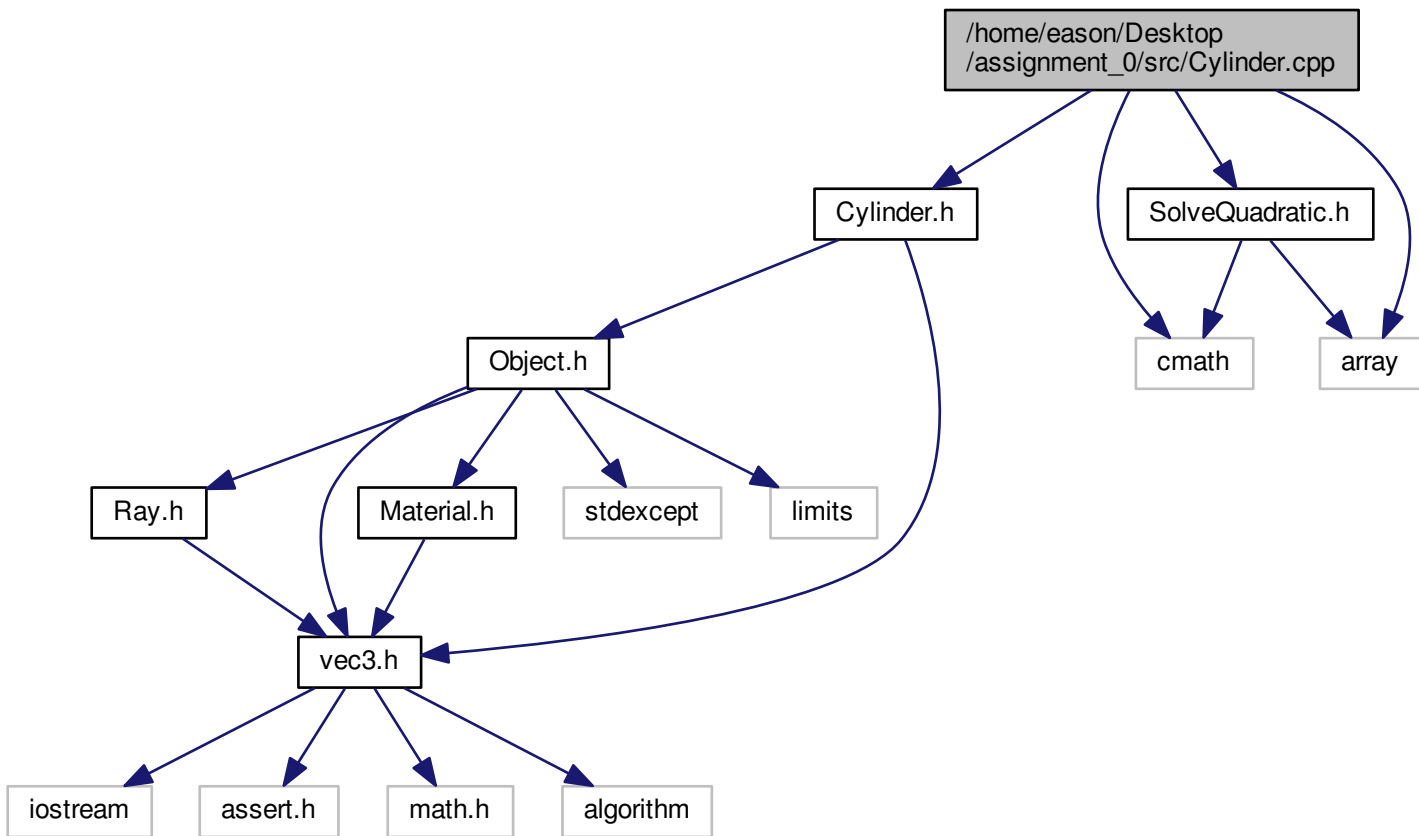 /home/eason/Desktop
/assignment_0/src/Cylinder.cpp
Cylinder.h
SolveQuadratic.h
Object.h
cmath
array
Ray.h
Material.h
stdexcept
limits
vec3.h
iostream
assert.h
math.h
algorithm